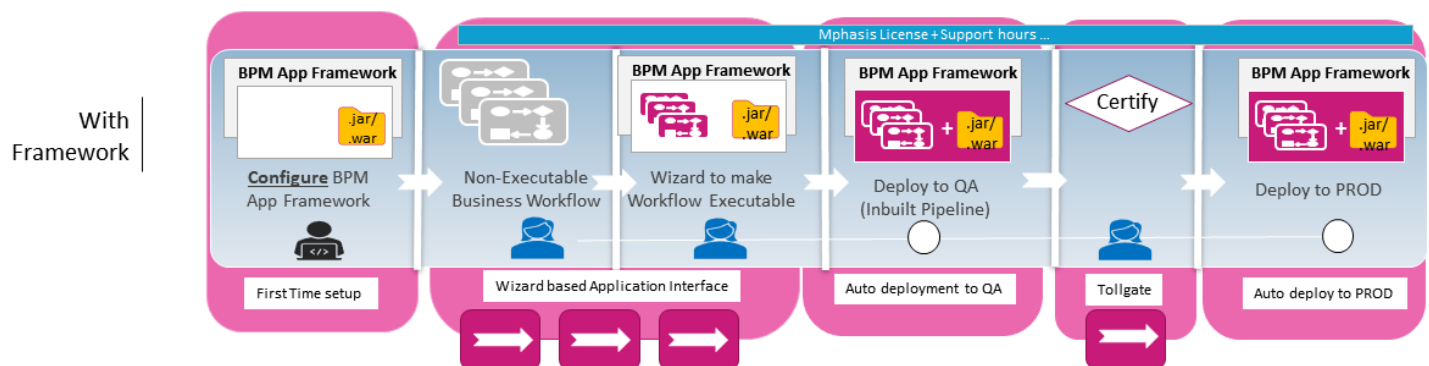 Mphasis License + Support hours ...
With
Framework
BPM App Framework
.jar/
.war
Configure BPM
App Framework
First Time setup
Non-Executable
Business Workflow
BPM App Framework
.jar/
.war
Wizard to make
Workflow Executable
Wizard based Application Interface
BPM App Framework
+
.jar/
.war
Deploy to QA
(Inbuilt Pipeline)
Auto deployment to QA
Certify
Tollgate
BPM App Framework
+
.jar/
.war
Deploy to PROD
Auto deploy to PROD